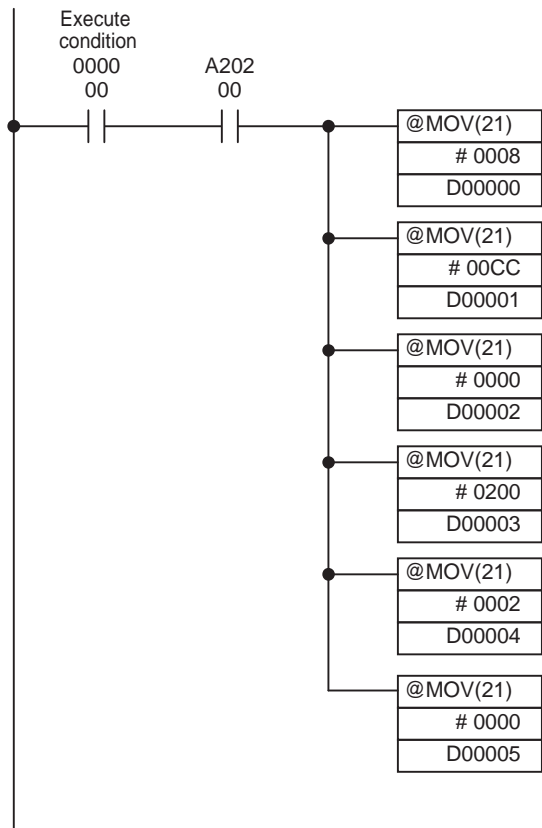 Execute
condition
0000
00
A202
00
@MOV(21)
# 0008
D00000
@MOV(21)
# 00CC
D00001
@MOV(21)
# 0000
D00002
@MOV(21)
# 0200
D00003
@MOV(21)
# 0002
D00004
@MOV(21)
# 0000
D00005